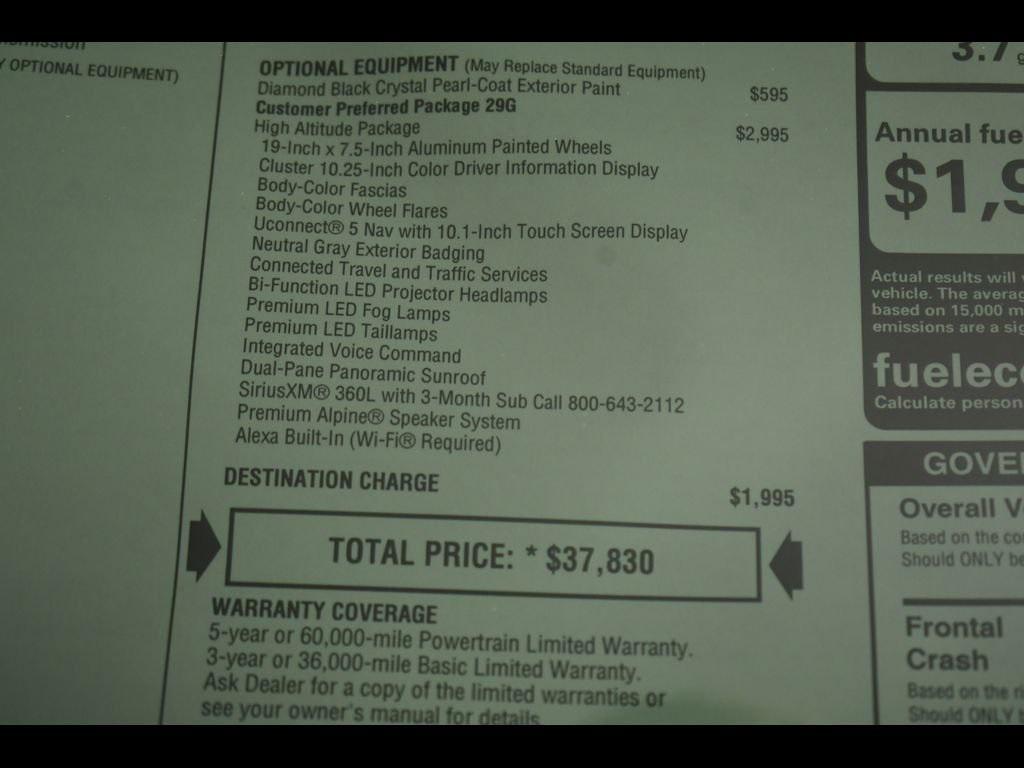 Y OPTIONAL EQUIPMENT)
OPTIONAL EQUIPMENT (May Replace Standard Equipment)
Diamond Black Crystal Pearl-Coat Exterior Paint $595
Customer Preferred Package 29G
High Altitude Package $2,995
19-Inch x 7.5-Inch Aluminum Painted Wheels
Cluster 10.25-Inch Color Driver Information Display
Body-Color Fascias
Body-Color Wheel Flares
Uconnect® 5 Nav with 10.1-Inch Touch Screen Display
Neutral Gray Exterior Badging
Connected Travel and Traffic Services
Bi-Function LED Projector Headlamps
Premium LED Fog Lamps
Premium LED Taillamps
Integrated Voice Command
Dual-Pane Panoramic Sunroof
SiriusXM® 360L with 3-Month Sub Call 800-643-2112
Premium Alpine® Speaker System
Alexa Built-In (Wi-Fi® Required)
DESTINATION CHARGE $1,995
TOTAL PRICE: * $37,830
WARRANTY COVERAGE
5-year or 60,000-mile Powertrain Limited Warranty.
3-year or 36,000-mile Basic Limited Warranty.
Ask Dealer for a copy of the limited warranties or
see your owner's manual for details
3.7 g
Annual fue
$1,9
Actual results will
vehicle. The averag
based on 15,000 m
emissions are a sig
fueleco
Calculate person
GOVE
Overall V
Based on the co
Should ONLY be
Frontal
Crash
Based on the ri
Should ONLY